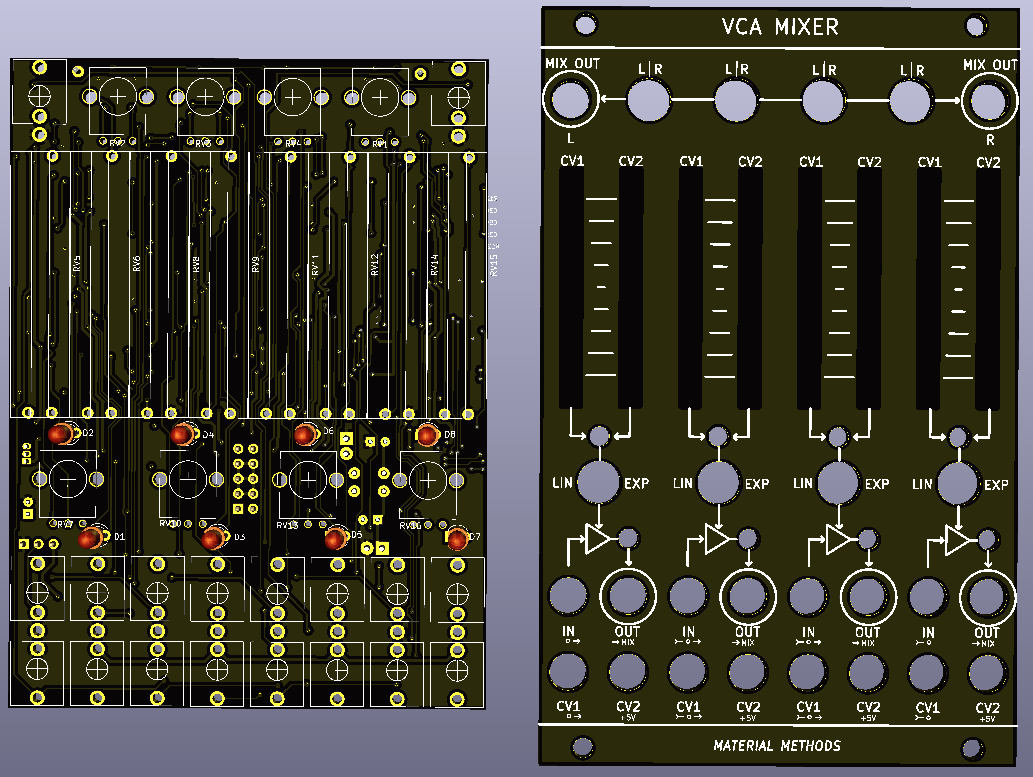 VCA MIXER
MIX OUT
L|R
L|R
L|R
L|R
MIX OUT
L
R
CV1
CV2
CV1
CV2
CV1
CV2
CV1
CV2
LIN
EXP
LIN
EXP
LIN
EXP
LIN
EXP
IN
OUT
→MIX
IN
OUT
→MIX
IN
OUT
→MIX
IN
OUT
→MIX
CV1
CV2
+5V
CV1
CV2
+5V
CV1
CV2
+5V
CV1
CV2
+5V
MATERIAL METHODS
RV2
RV3
RV4
RV1
RV5
RV6
RV8
RV9
RV11
RV12
RV14
RV15
D2
D4
D6
D8
RV7
RV10
RV13
RV16
D1
D3
D5
D7